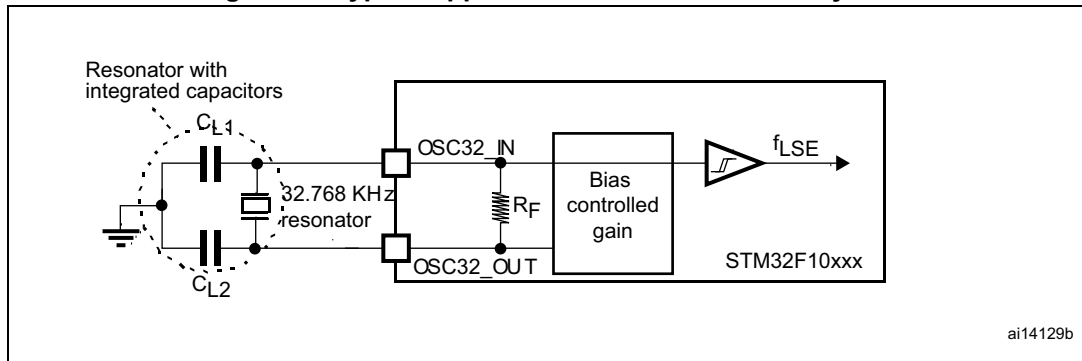 Resonator with
integrated capacitors
CL1
32.768 KHz
resonator
CL2
OSC32_IN
RF
OSC32_OUT
Bias
controlled
gain
fLSE
STM32F10xxx
ai14129b